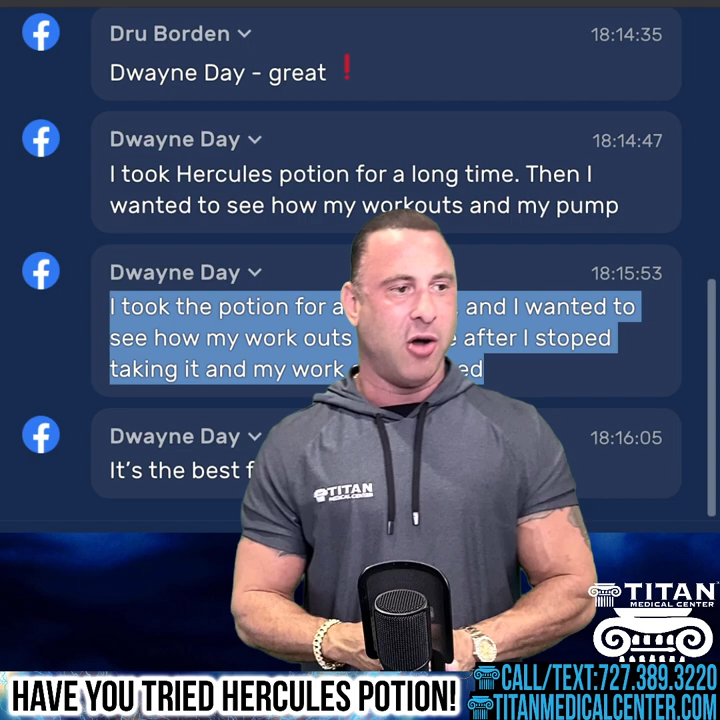 Dru Borden
18:14:35
Dwayne Day - great ❗
Dwayne Day
18:14:47
I took Hercules potion for a long time. Then I
wanted to see how my workouts and my pump
Dwayne Day
18:15:53
I took the potion for a and I wanted to
see how my work outs after I stoped
taking it and my work
Dwayne Day
18:16:05
It's the best
TITAN
MEDICAL CENTER
TITAN
MEDICAL CENTER
HAVE YOU TRIED HERCULES POTION!
CALL/TEXT:727.389.3220
TITANMEDICALCENTER.COM